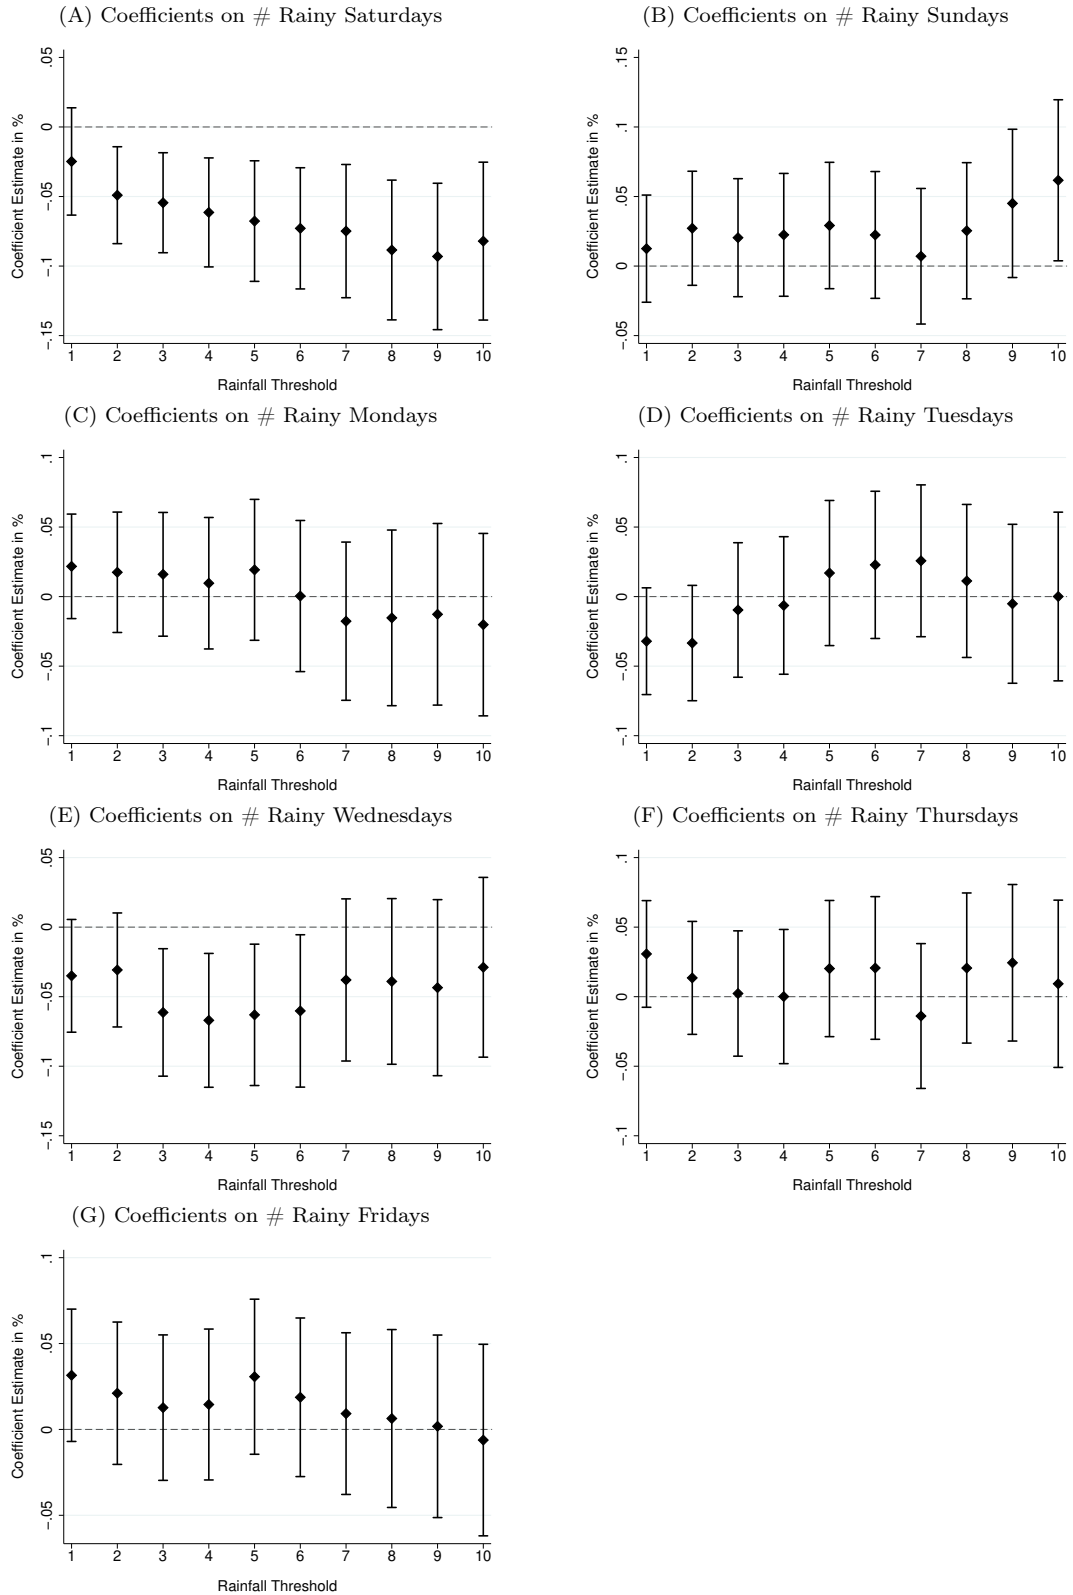 (A) Coefficients on # Rainy Saturdays
Coefficient Estimate in %
.05
0
−.05
−.1
−.15
1 2 3 4 5 6 7 8 9 10
Rainfall Threshold
(B) Coefficients on # Rainy Sundays
Coefficient Estimate in %
.15
.1
.05
0
−.05
1 2 3 4 5 6 7 8 9 10
Rainfall Threshold
(C) Coefficients on # Rainy Mondays
Coefficient Estimate in %
.1
.05
0
−.05
−.1
1 2 3 4 5 6 7 8 9 10
Rainfall Threshold
(D) Coefficients on # Rainy Tuesdays
Coefficient Estimate in %
.1
.05
0
−.05
−.1
1 2 3 4 5 6 7 8 9 10
Rainfall Threshold
(E) Coefficients on # Rainy Wednesdays
Coefficient Estimate in %
.05
0
−.05
−.1
−.15
1 2 3 4 5 6 7 8 9 10
Rainfall Threshold
(F) Coefficients on # Rainy Thursdays
Coefficient Estimate in %
.1
.05
0
−.05
−.1
1 2 3 4 5 6 7 8 9 10
Rainfall Threshold
(G) Coefficients on # Rainy Fridays
Coefficient Estimate in %
.1
.05
0
−.05
1 2 3 4 5 6 7 8 9 10
Rainfall Threshold